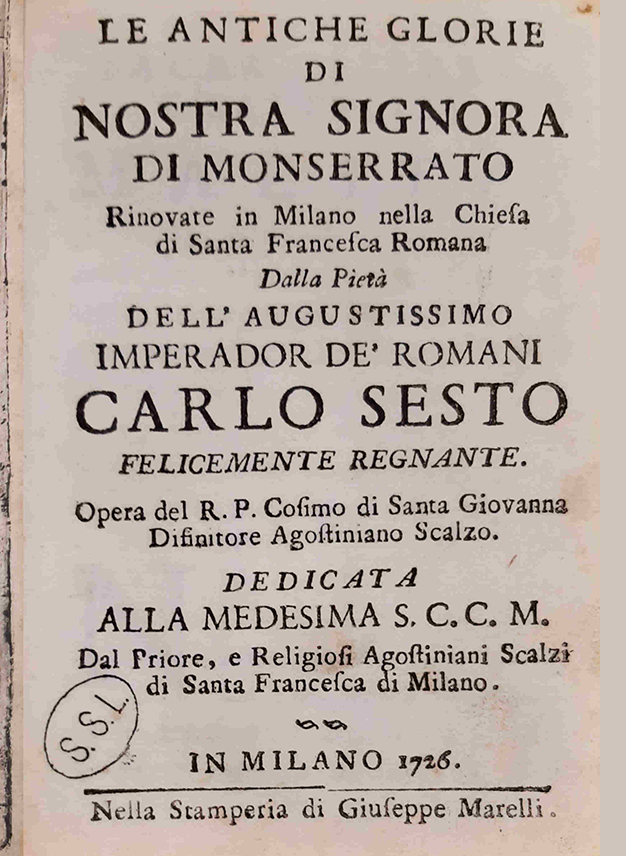 LE ANTICHE GLORIE
DI
NOSTRA SIGNORA
DI MONSERRATO
Rinovate in Milano nella Chieſa
di Santa Franceſca Romana
Dalla Pietà
DELL' AUGUSTISSIMO
IMPERADOR DE' ROMANI
CARLO SESTO
FELICEMENTE REGNANTE.
Opera del R. P. Coſimo di Santa Giovanna
Difinitore Agoſtiniano Scalzo.
DEDICATA
ALLA MEDESIMA S. C. C. M.
Dal Priore, e Religioſi Agoſtiniani Scalzi
di Santa Franceſca di Milano.
S.S.L.
IN MILANO 1726.
Nella Stamperia di Giuſeppe Marelli.